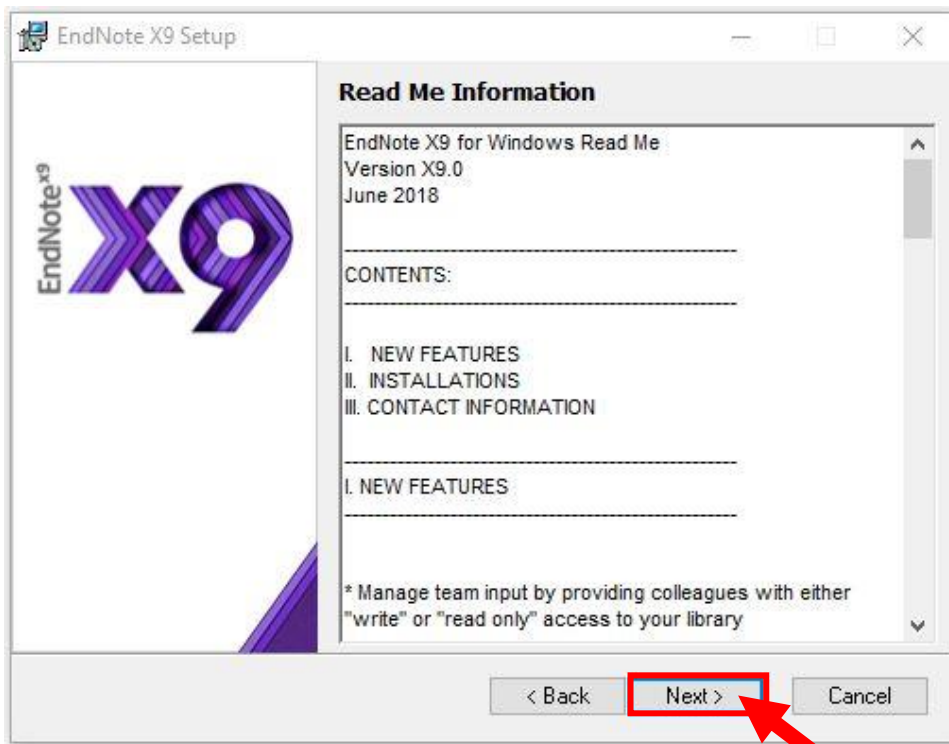 EndNote X9 Setup
EndNote x9
X9
Read Me Information
EndNote X9 for Windows Read Me
Version X9.0
June 2018
------------------------------------------------------------------------
CONTENTS:
------------------------------------------------------------------------
I. NEW FEATURES
II. INSTALLATIONS
III. CONTACT INFORMATION
------------------------------------------------------------------------
I. NEW FEATURES
------------------------------------------------------------------------
* Manage team input by providing colleagues with either
"write" or "read only" access to your library
< Back
Next >
Cancel